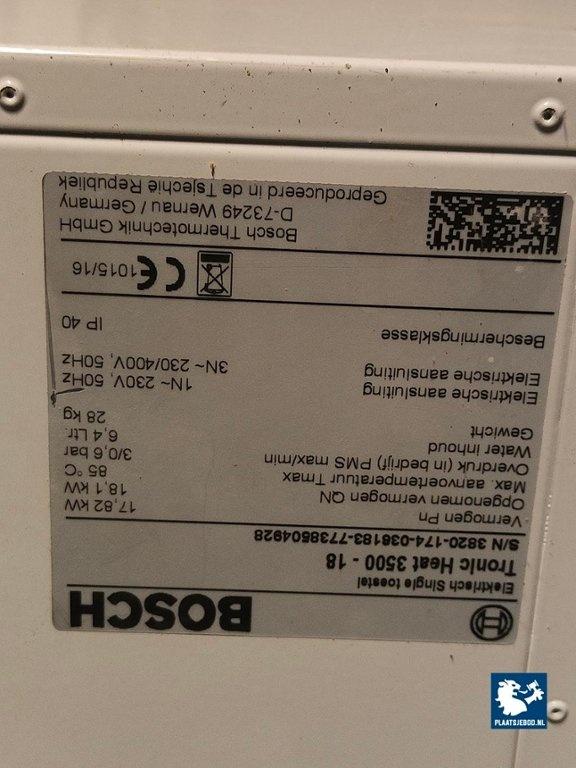 BOSCH
Elektrisch Single toestel
Tronic Heat 3500 - 18
S/N 3820-174-036183-7738504928
Vermogen Pn 17,82 kW
Opgenomen vermogen QN 18,1 kW
Max. aanvoertemperatuur Tmax 85 °C
Overdruk (in bedrijf) PMS max/min 3/0,6 bar
Water inhoud 6,4 Ltr.
Gewicht 28 kg
Elektrische aansluiting 1N~ 230V, 50Hz
Elektrische aansluiting 3N~ 230/400V, 50Hz
Beschermingsklasse IP 40
CE 1015/16
Bosch Thermotechnik GmbH
D-73249 Wernau / Germany
Geproduceerd in de Tsjechië Republiek
PLAATSJEBOD.NL